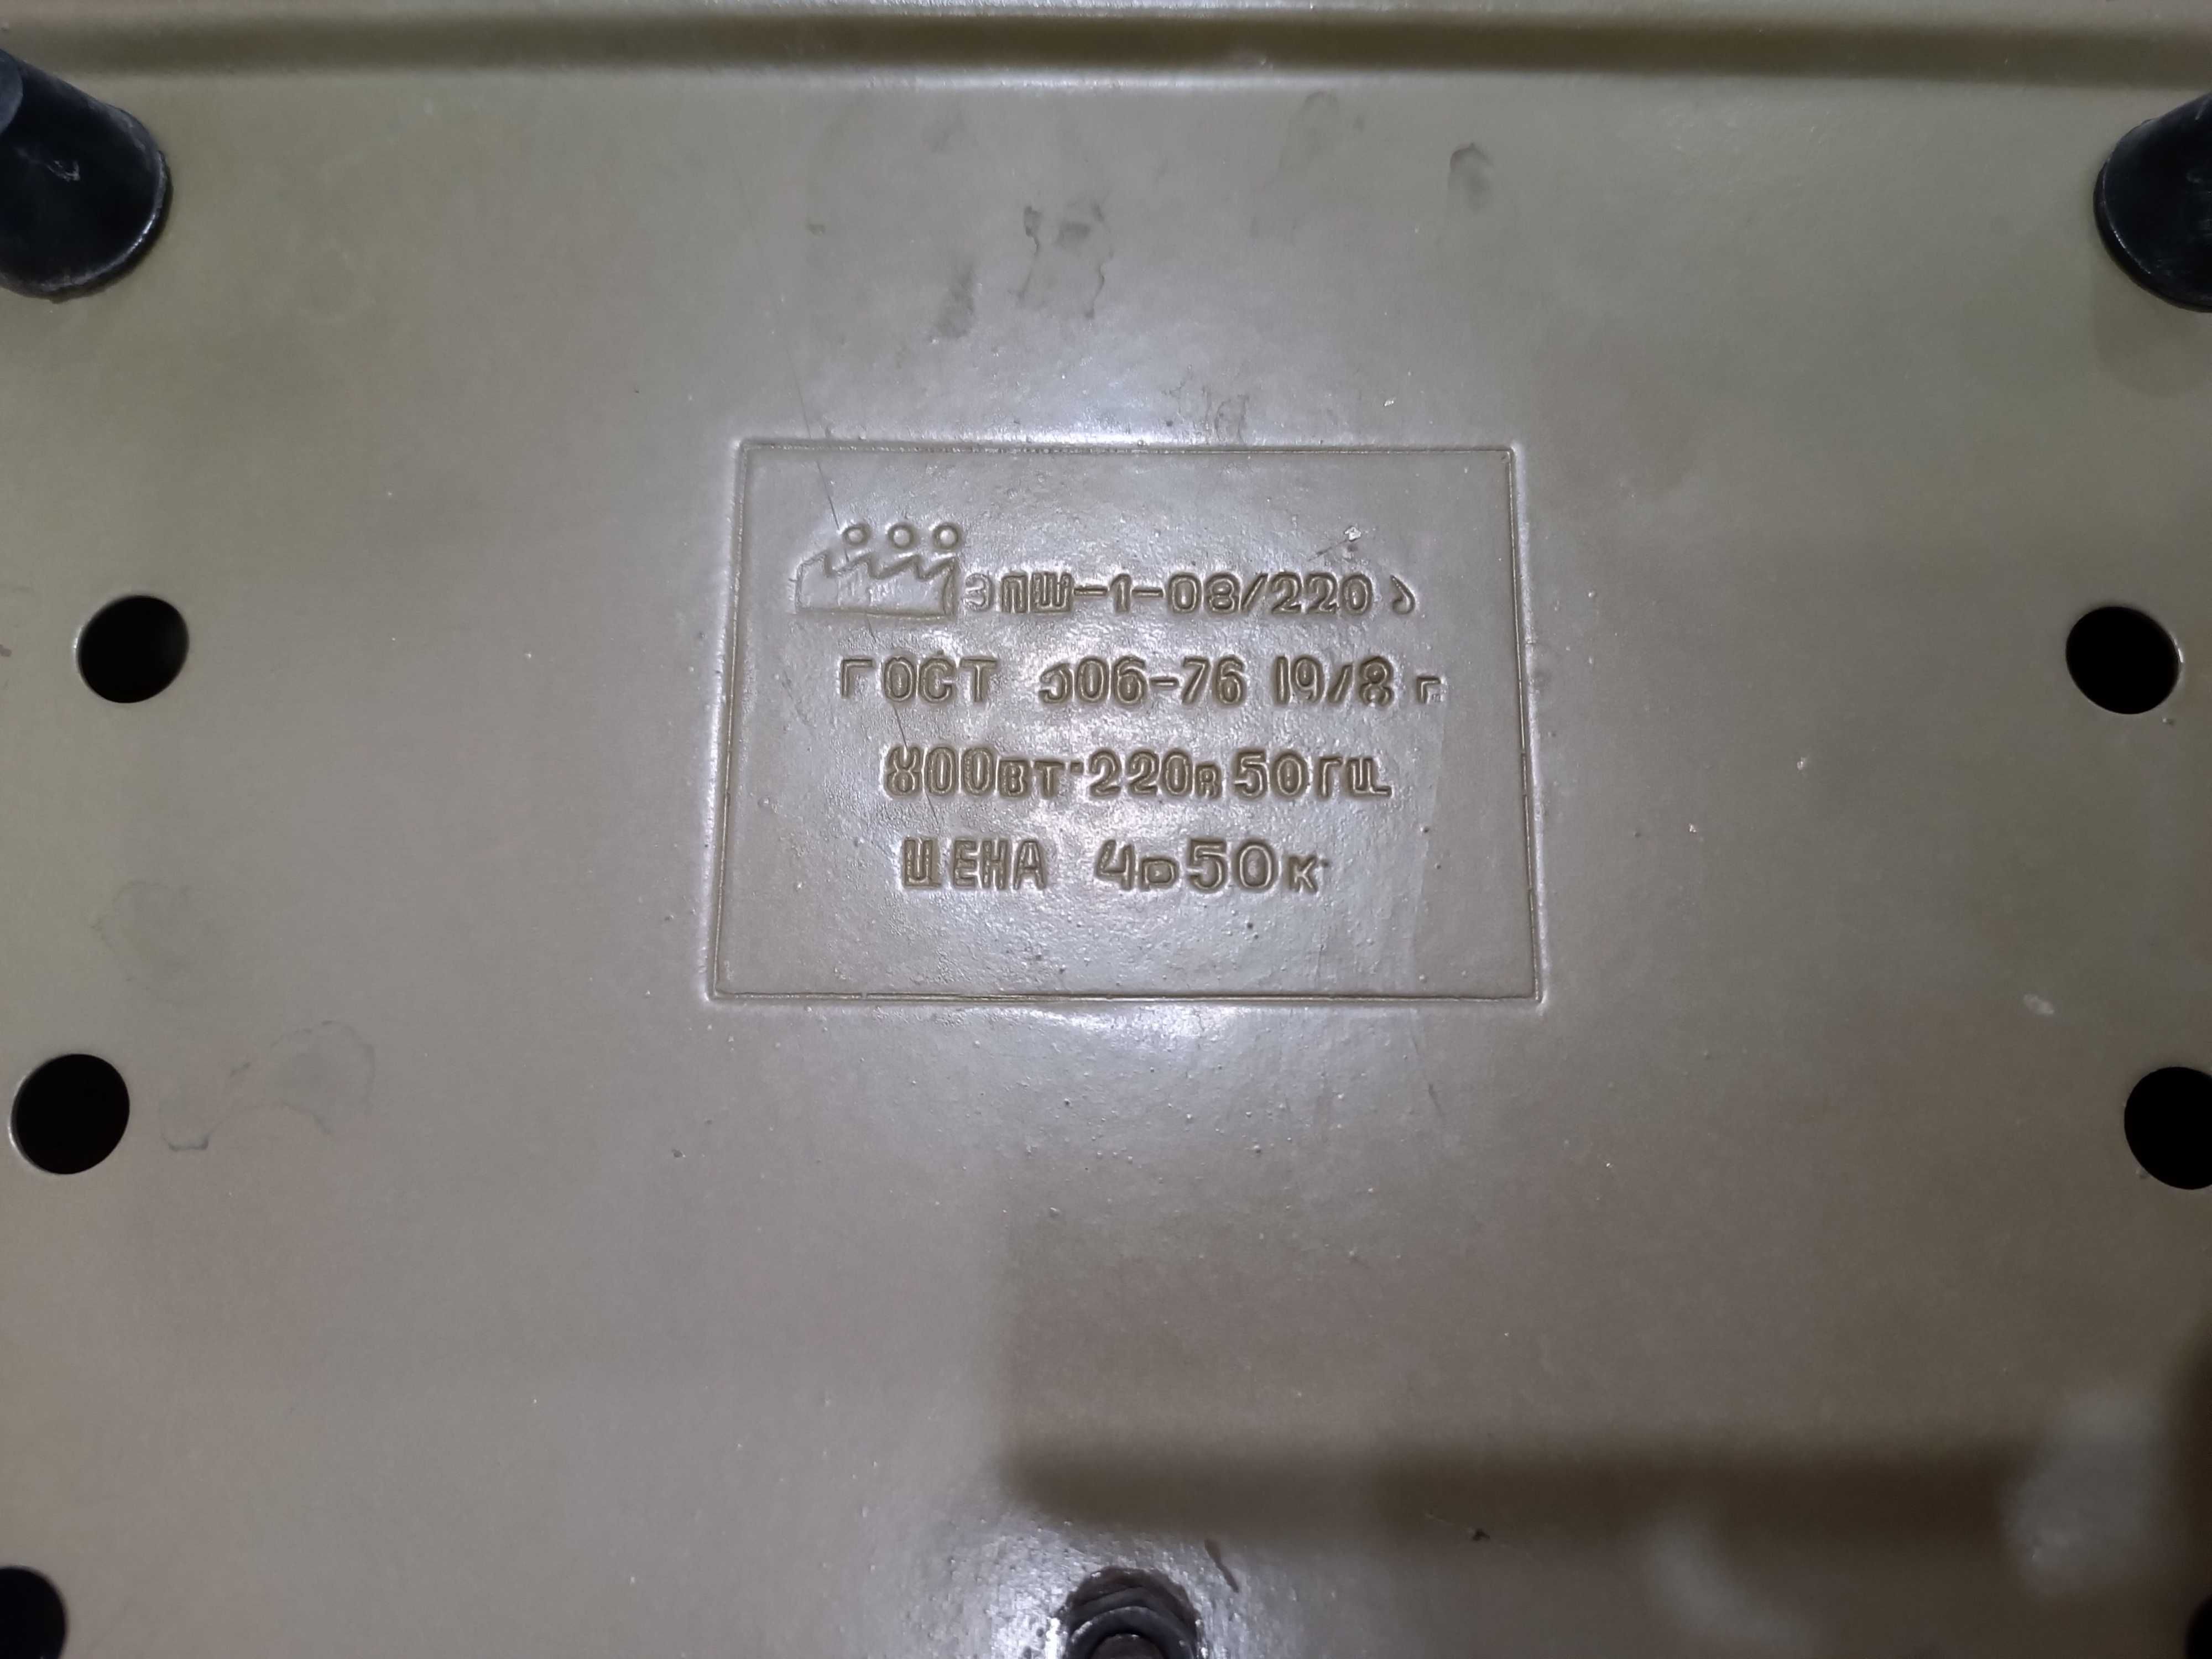 ЭПШ-1-08/220
ГОСТ 306-76 1978 г
800вт 220в 50Гц
ЦЕНА 4р50к